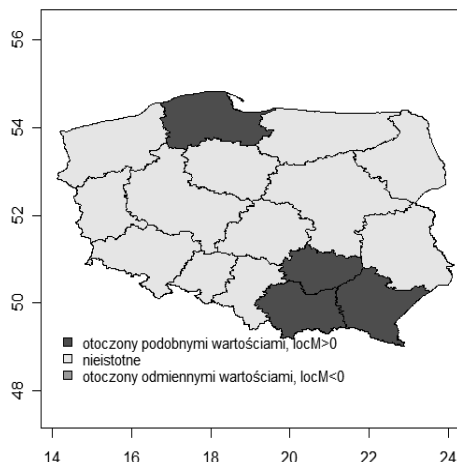 56
54
52
50
48
otoczony podobnymi wartościami, locM>0
nieistotne
otoczony odmiennymi wartościami, locM<0
14 16 18 20 22 24